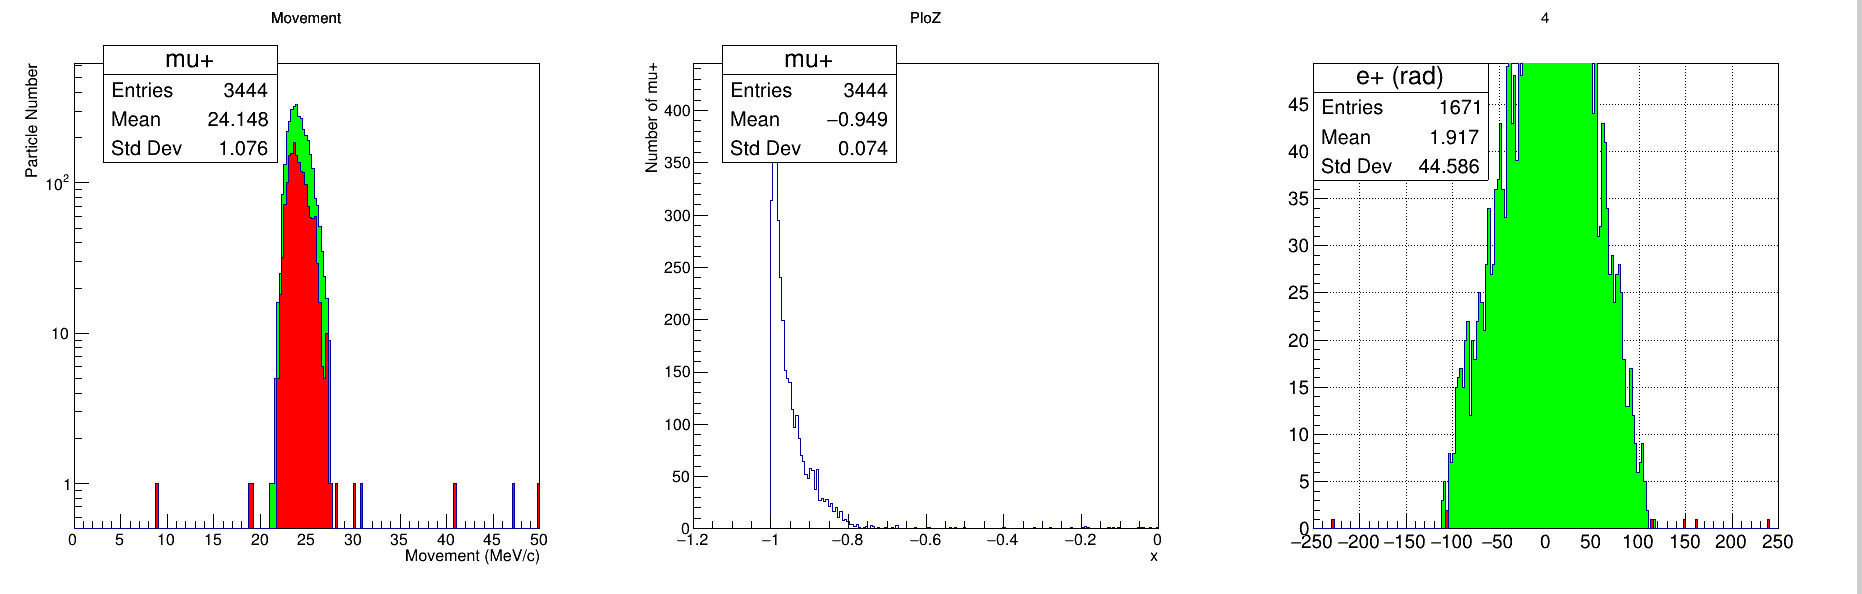 Movement
Particle Number
mu+
Entries 3444
Mean 24.148
Std Dev 1.076
10²
10
1
0 5 10 15 20 25 30 35 40 45 50
Movement (MeV/c)
PloZ
Number of mu+
mu+
Entries 3444
Mean −0.949
Std Dev 0.074
400
350
300
250
200
150
100
50
0
−1.2 −1 −0.8 −0.6 −0.4 −0.2 0
x
4
e+ (rad)
Entries 1671
Mean 1.917
Std Dev 44.586
45
40
35
30
25
20
15
10
5
0
−250 −200 −150 −100 −50 0 50 100 150 200 250